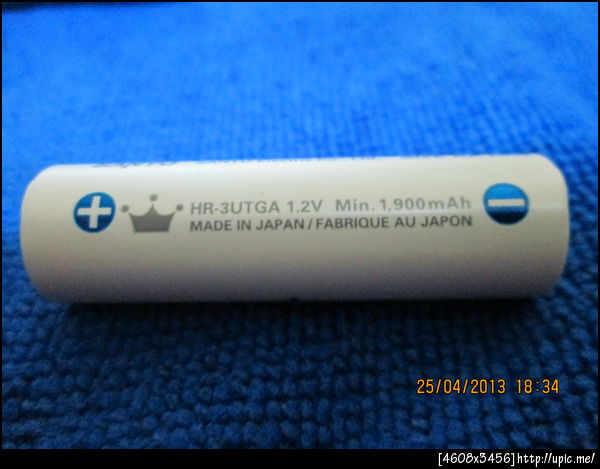 HR-3UTGA 1.2V Min. 1,900mAh
MADE IN JAPAN / FABRIQUE AU JAPON
25/04/2013 18:34
[4608x3456]http://upic.me/